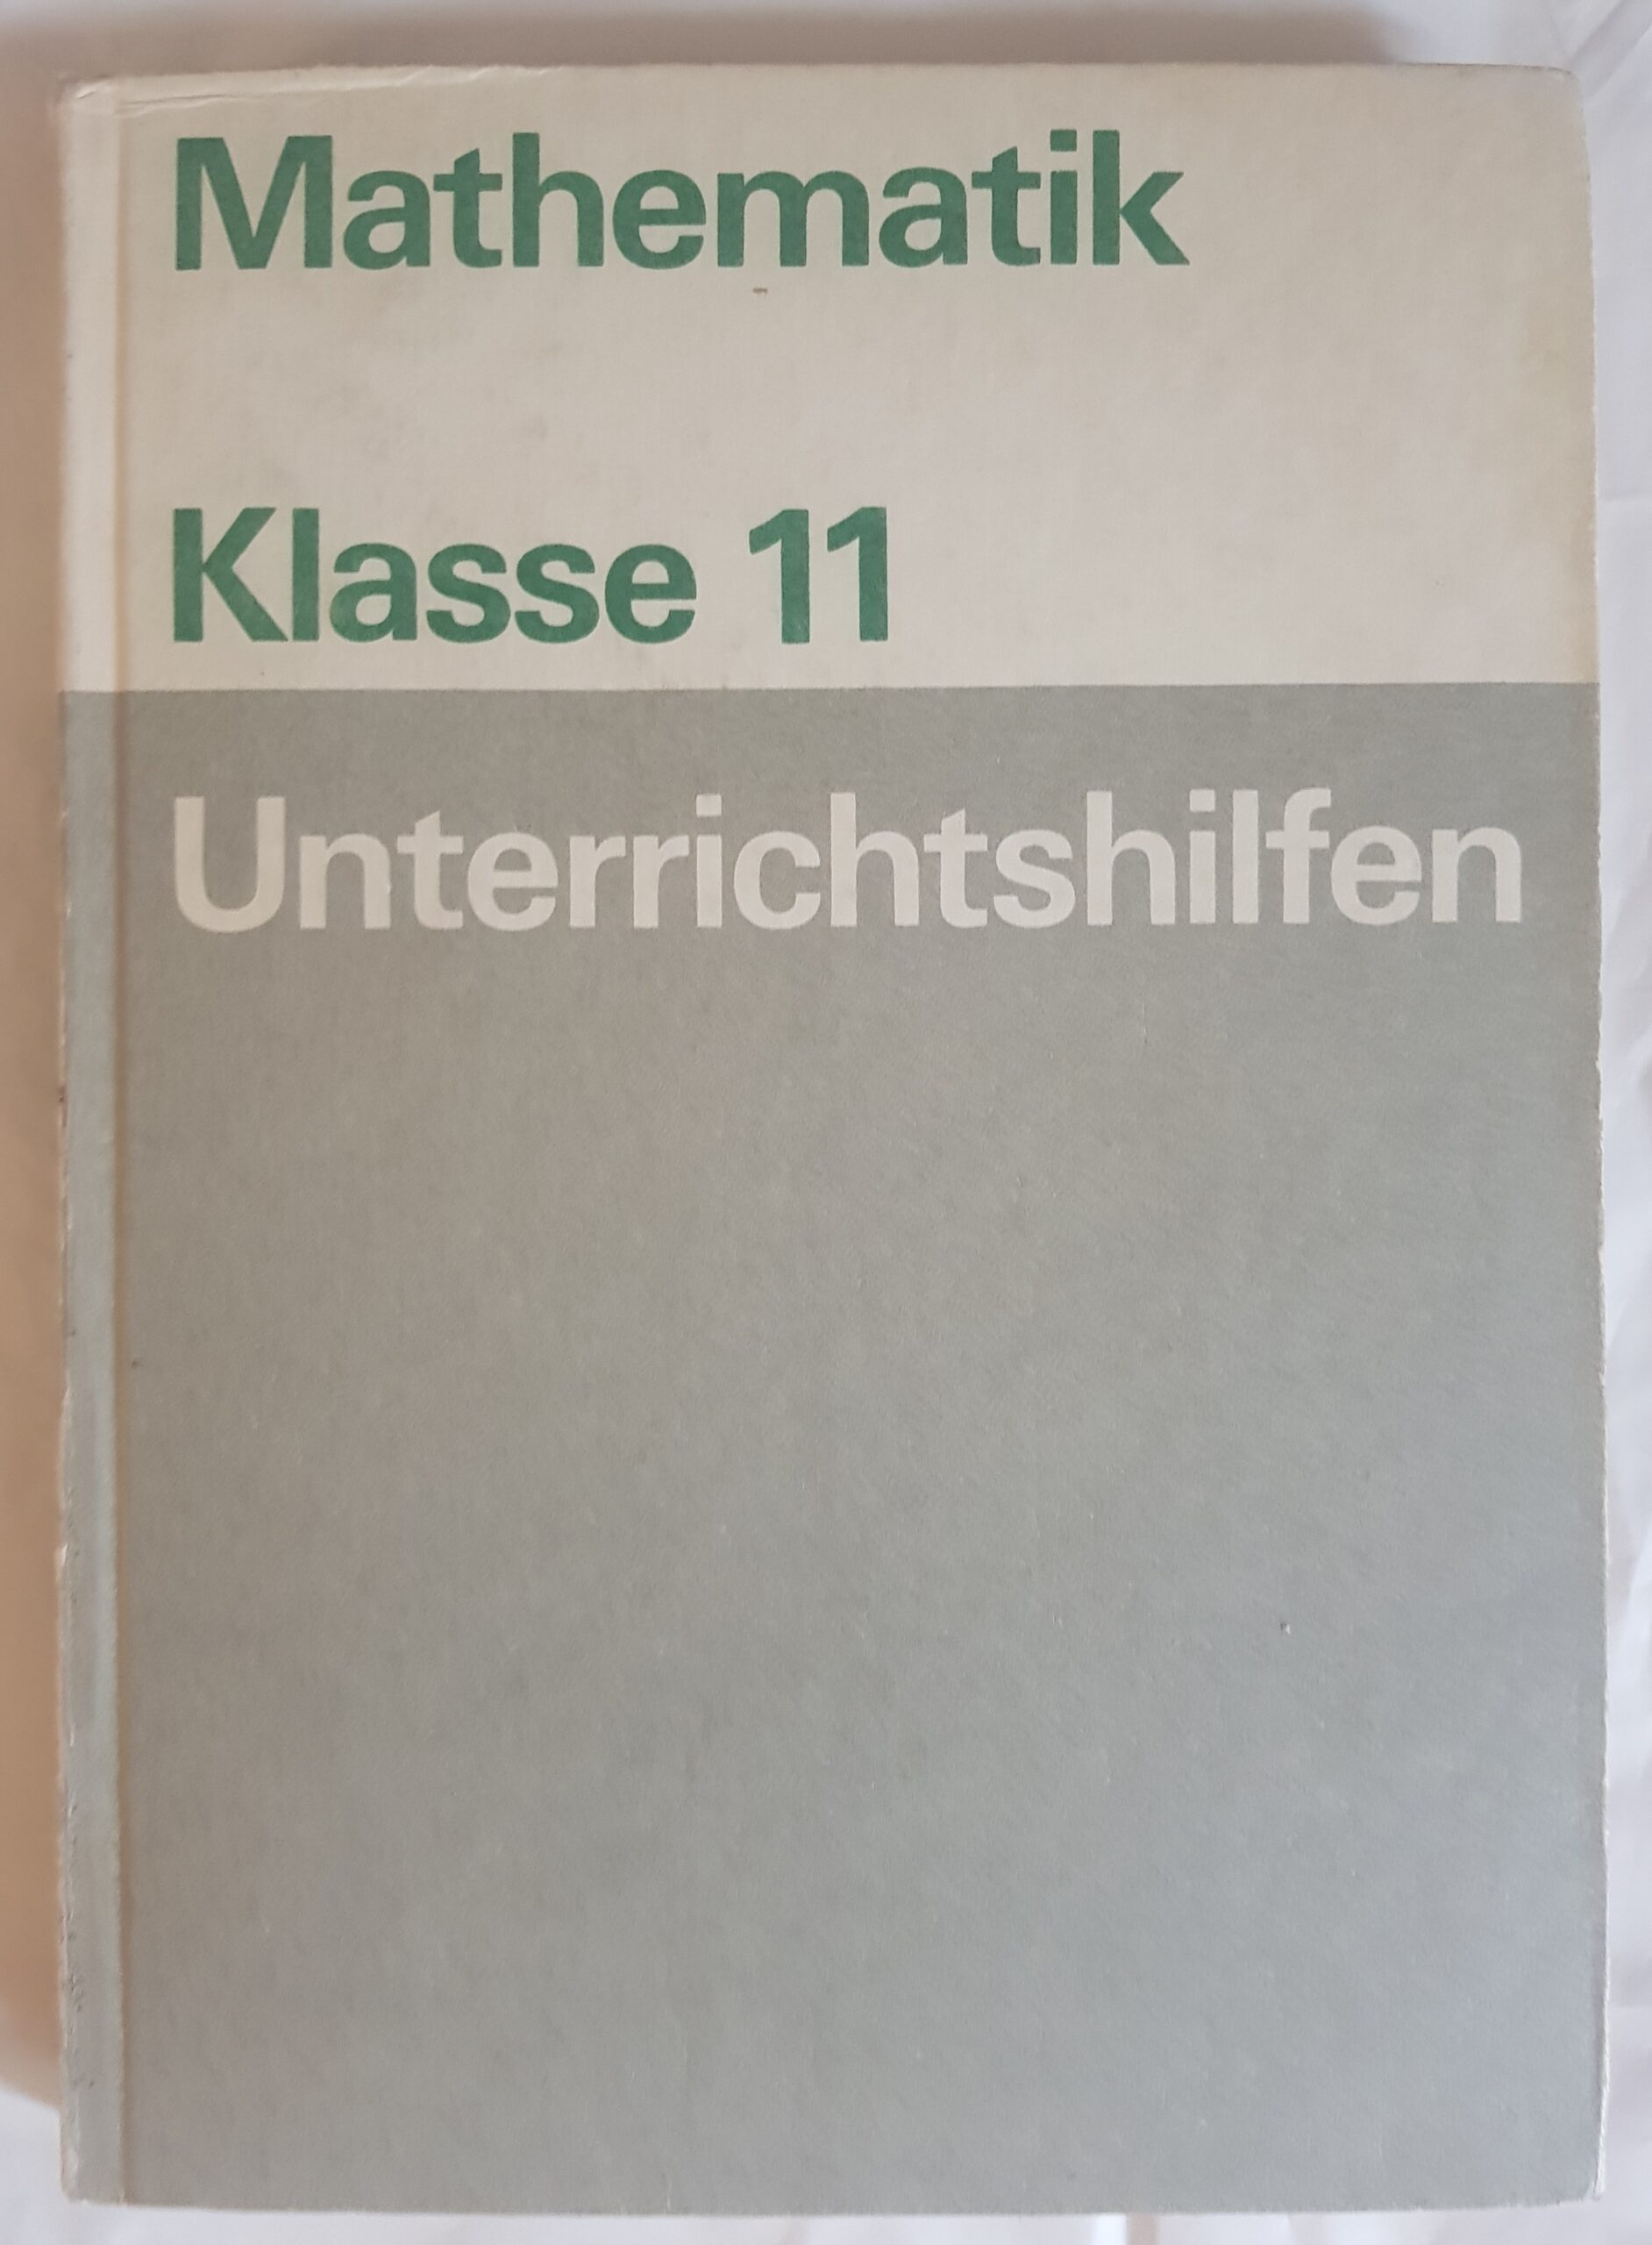 Mathematik
Klasse 11
Unterrichtshilfen